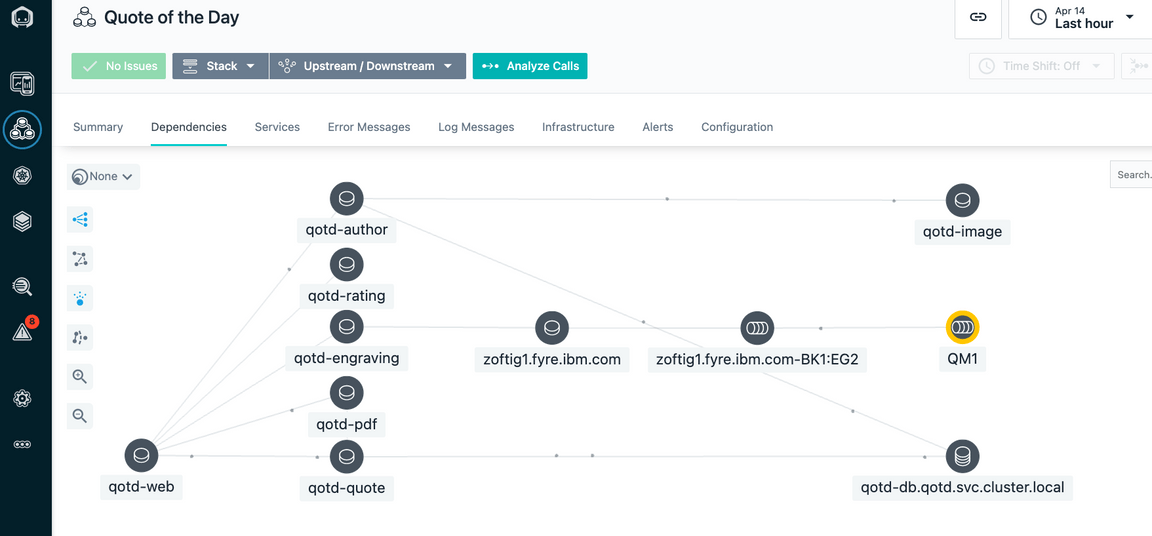 Quote of the Day
Apr 14
Last hour
No Issues
Stack
Upstream / Downstream
Analyze Calls
Time Shift: Off
Summary
Dependencies
Services
Error Messages
Log Messages
Infrastructure
Alerts
Configuration
None
Search.
qotd-author
qotd-image
qotd-rating
8
qotd-engraving
zoftig1.fyre.ibm.com
zoftig1.fyre.ibm.com-BK1:EG2
QM1
qotd-pdf
qotd-web
qotd-quote
qotd-db.qotd.svc.cluster.local